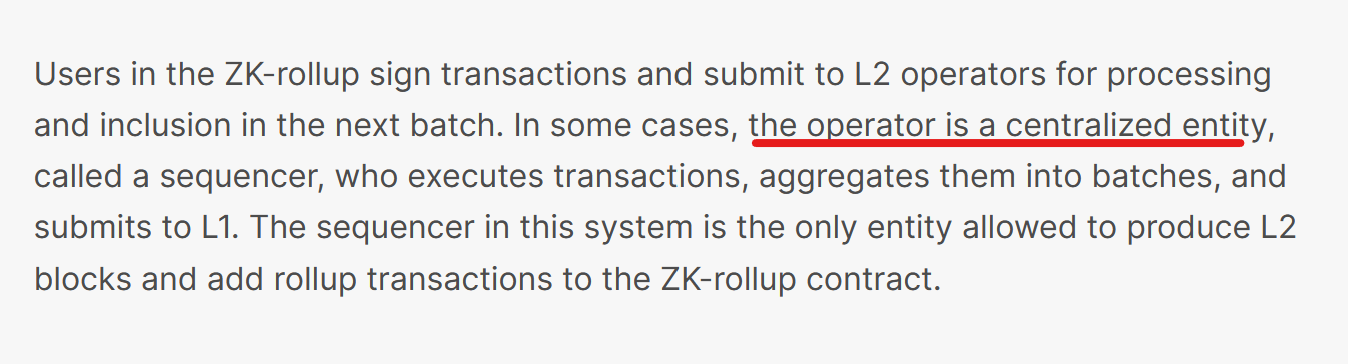 Users in the ZK-rollup sign transactions and submit to L2 operators for processing
and inclusion in the next batch. In some cases, the operator is a centralized entity,
called a sequencer, who executes transactions, aggregates them into batches, and
submits to L1. The sequencer in this system is the only entity allowed to produce L2
blocks and add rollup transactions to the ZK-rollup contract.